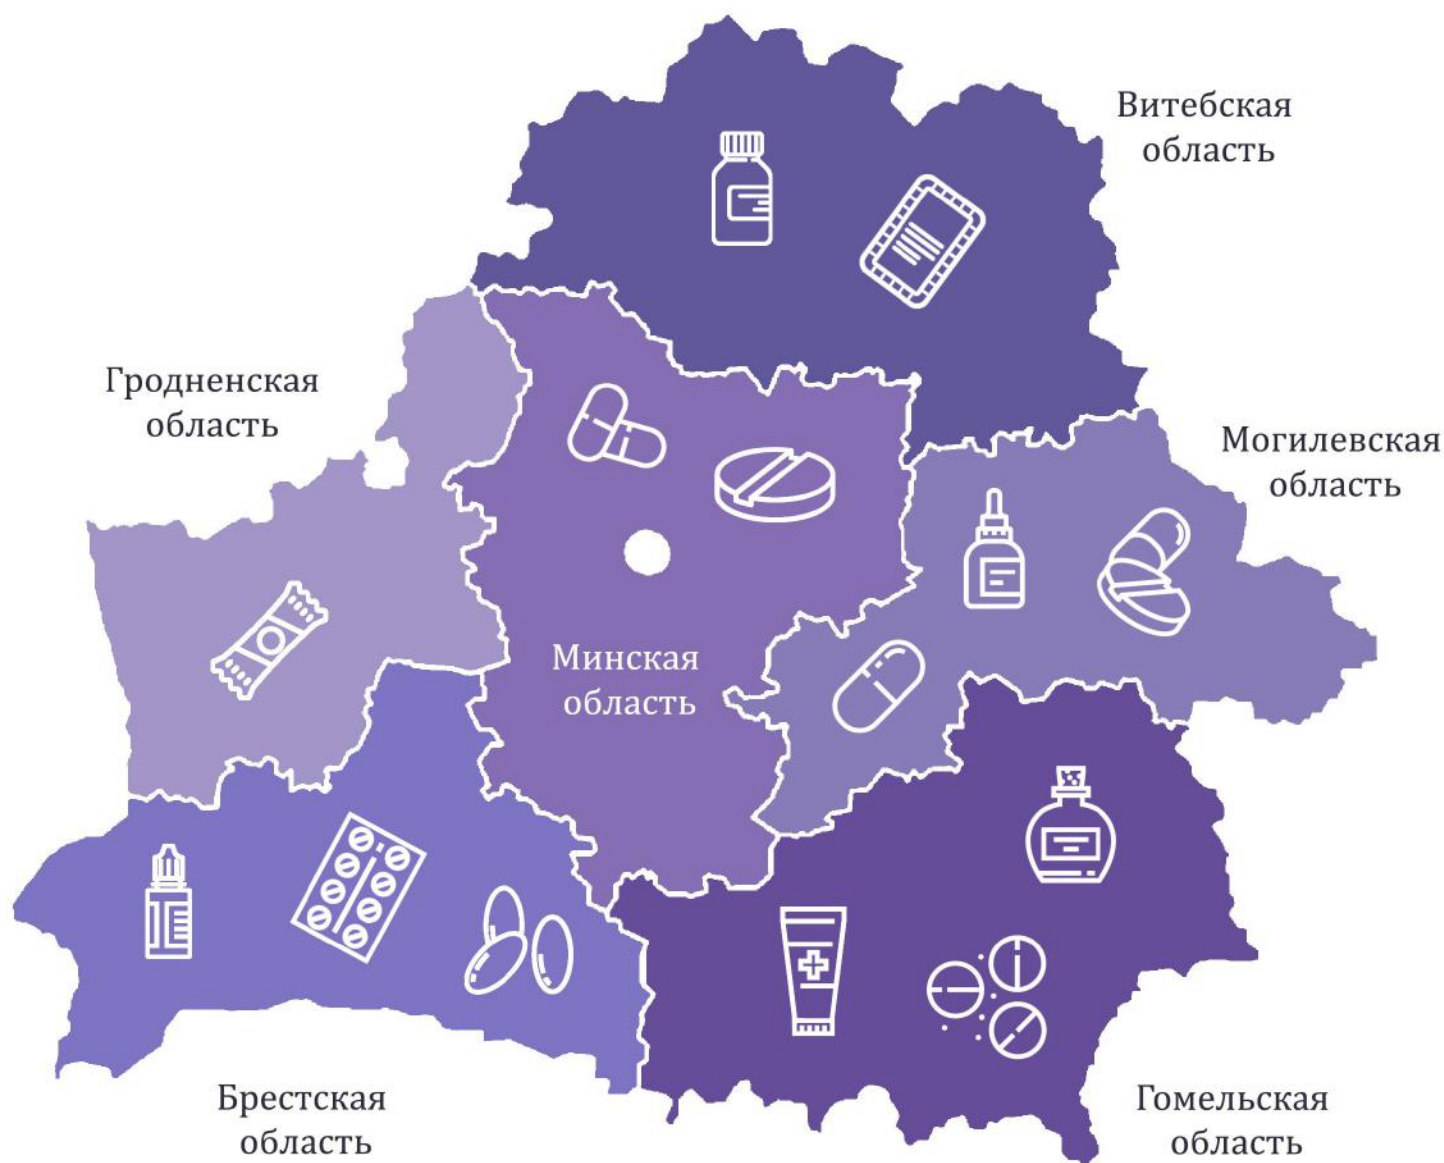 Витебская
область
Гродненская
область
Могилевская
область
Минская
область
Брестская
область
Гомельская
область